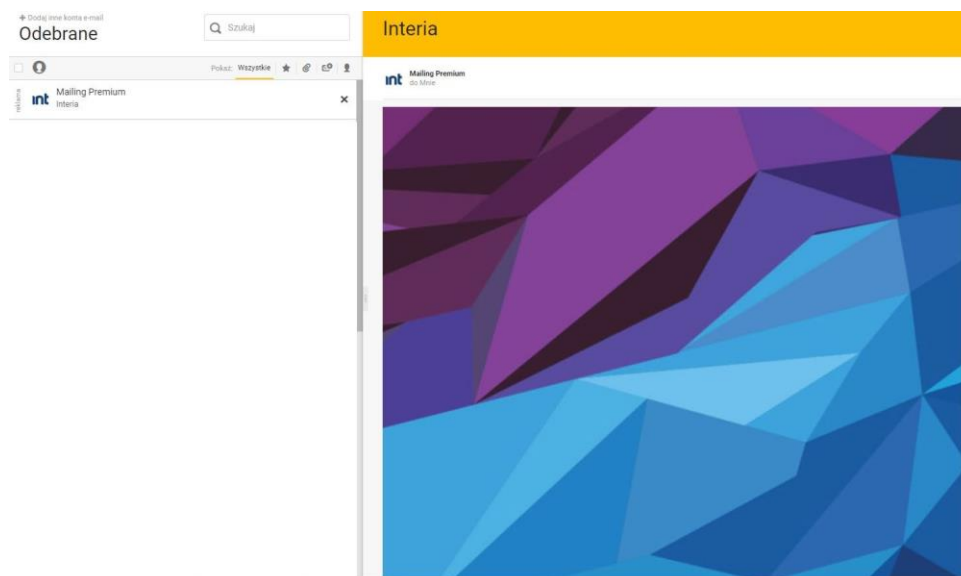 Dodaj inne konta e-mail
Odebrane
Szukaj
Pokaż: Wszystkie
reklama
int
Mailing Premium
Interia
Interia
int
Mailing Premium
do Mnie